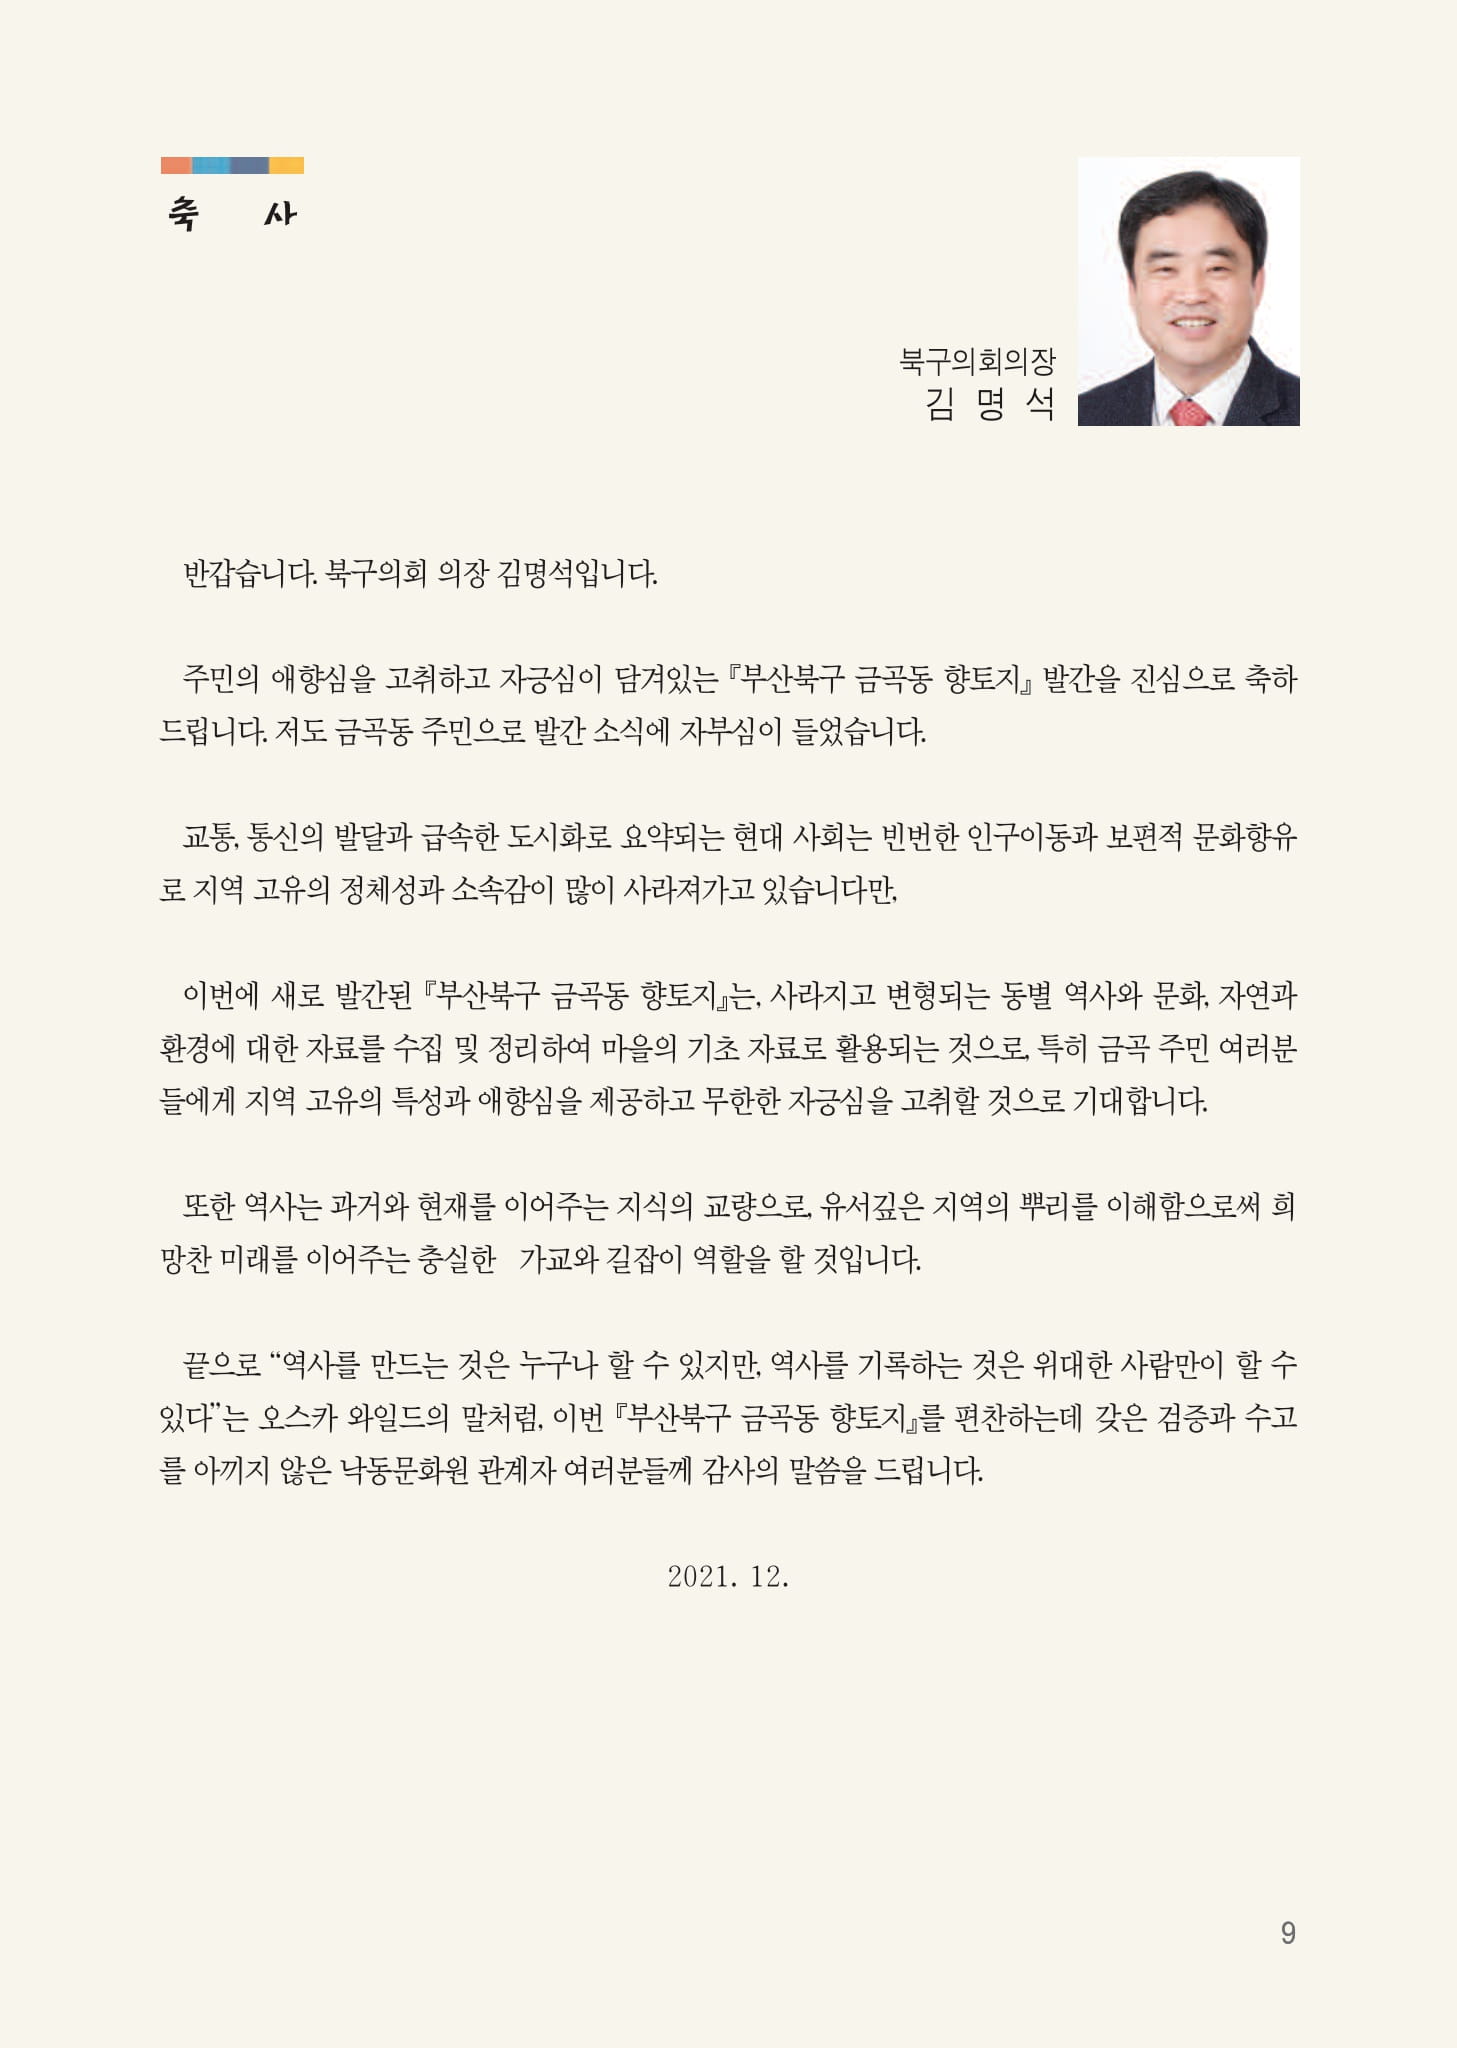 축 사
북구의회의장
김 명 석
반갑습니다. 북구의회 의장 김명석입니다.
주민의 애향심을 고취하고 자긍심이 담겨있는 『부산북구 금곡동 향토지』 발간을 진심으로 축하
드립니다. 저도 금곡동 주민으로 발간 소식에 자부심이 들었습니다.
교통, 통신의 발달과 급속한 도시화로 요약되는 현대 사회는 빈번한 인구이동과 보편적 문화향유
로 지역 고유의 정체성과 소속감이 많이 사라져가고 있습니다만,
이번에 새로 발간된 『부산북구 금곡동 향토지』는, 사라지고 변형되는 동별 역사와 문화, 자연과
환경에 대한 자료를 수집 및 정리하여 마을의 기초 자료로 활용되는 것으로, 특히 금곡 주민 여러분
들에게 지역 고유의 특성과 애향심을 제공하고 무한한 자긍심을 고취할 것으로 기대합니다.
또한 역사는 과거와 현재를 이어주는 지식의 교량으로, 유서깊은 지역의 뿌리를 이해함으로써 희
망찬 미래를 이어주는 충실한 가교와 길잡이 역할을 할 것입니다.
끝으로 “역사를 만드는 것은 누구나 할 수 있지만, 역사를 기록하는 것은 위대한 사람만이 할 수
있다”는 오스카 와일드의 말처럼, 이번 『부산북구 금곡동 향토지』를 편찬하는데 갖은 검증과 수고
를 아끼지 않은 낙동문화원 관계자 여러분들께 감사의 말씀을 드립니다.
2021. 12.
9